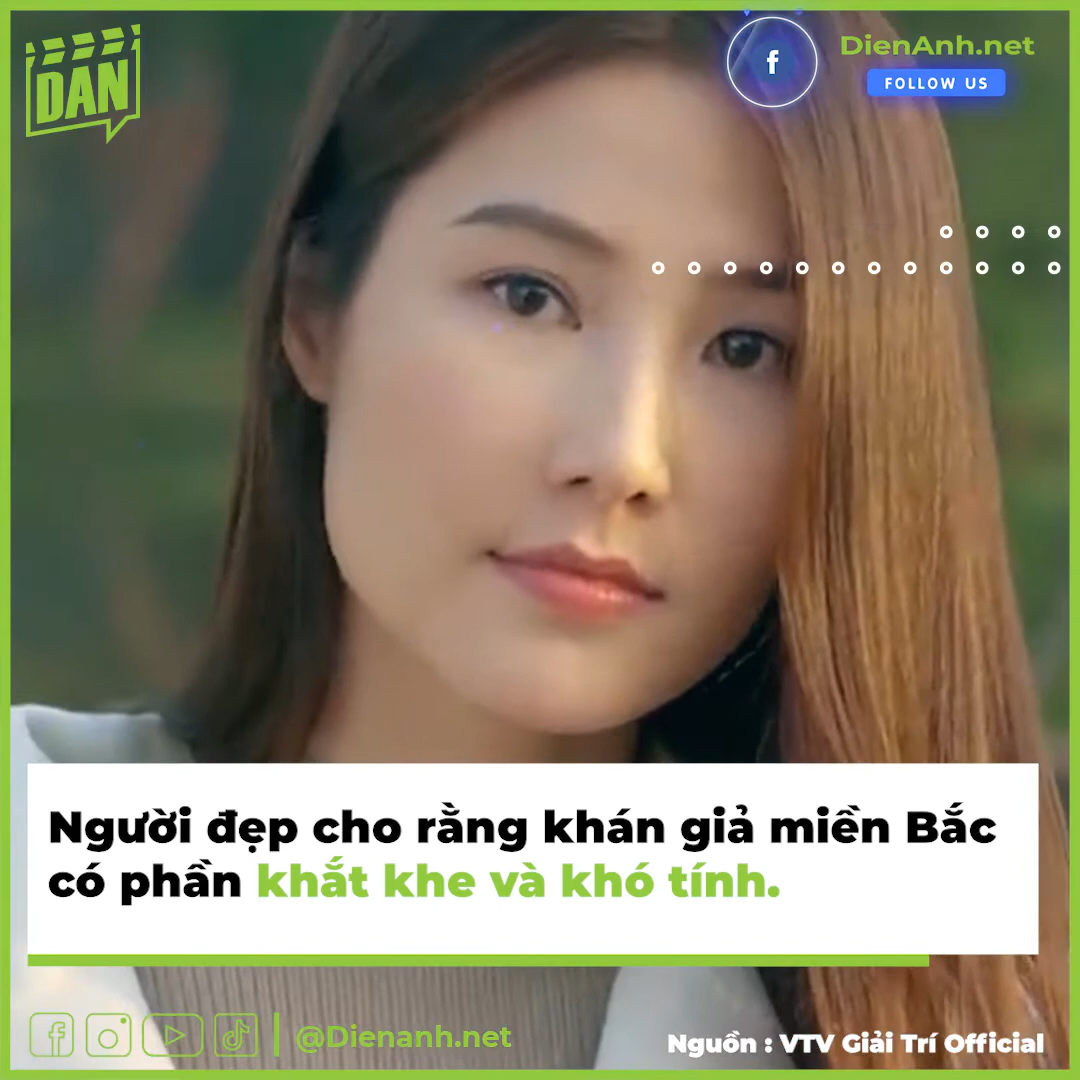 DAN
f
DienAnh.net
FOLLOW US
Người đẹp cho rằng khán giả miền Bắc
có phần khắt khe và khó tính.
@Dienanh.net
Nguồn : VTV Giải Trí Official